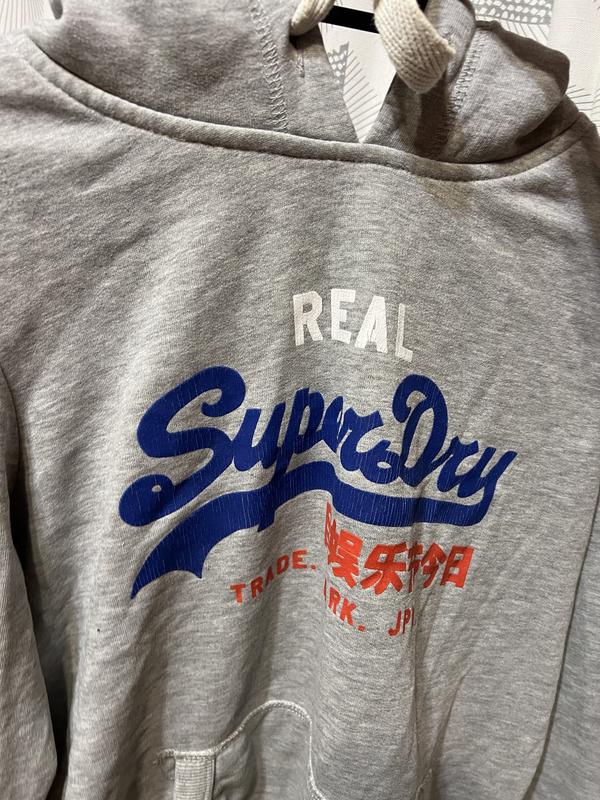 REAL
SuperDry
娱乐 今日
TRADE.
ARK. JP